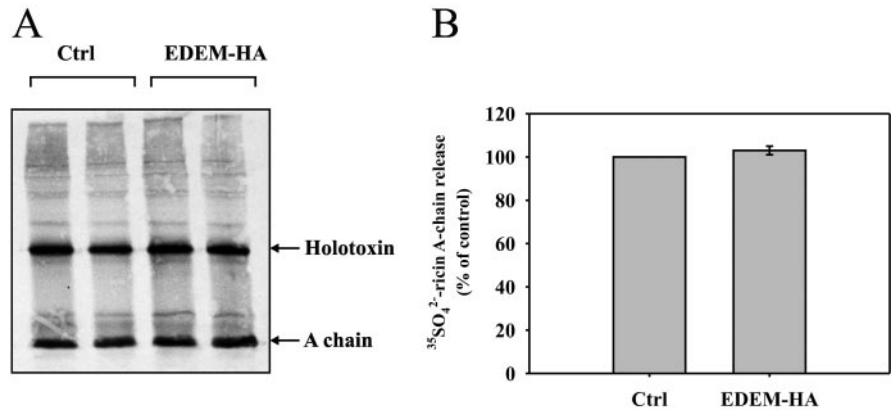 A
Ctrl EDEM-HA
Holotoxin
A chain
B
³⁵SO₄²⁻-ricin A-chain release
(% of control)
120
100
80
60
40
20
0
Ctrl EDEM-HA